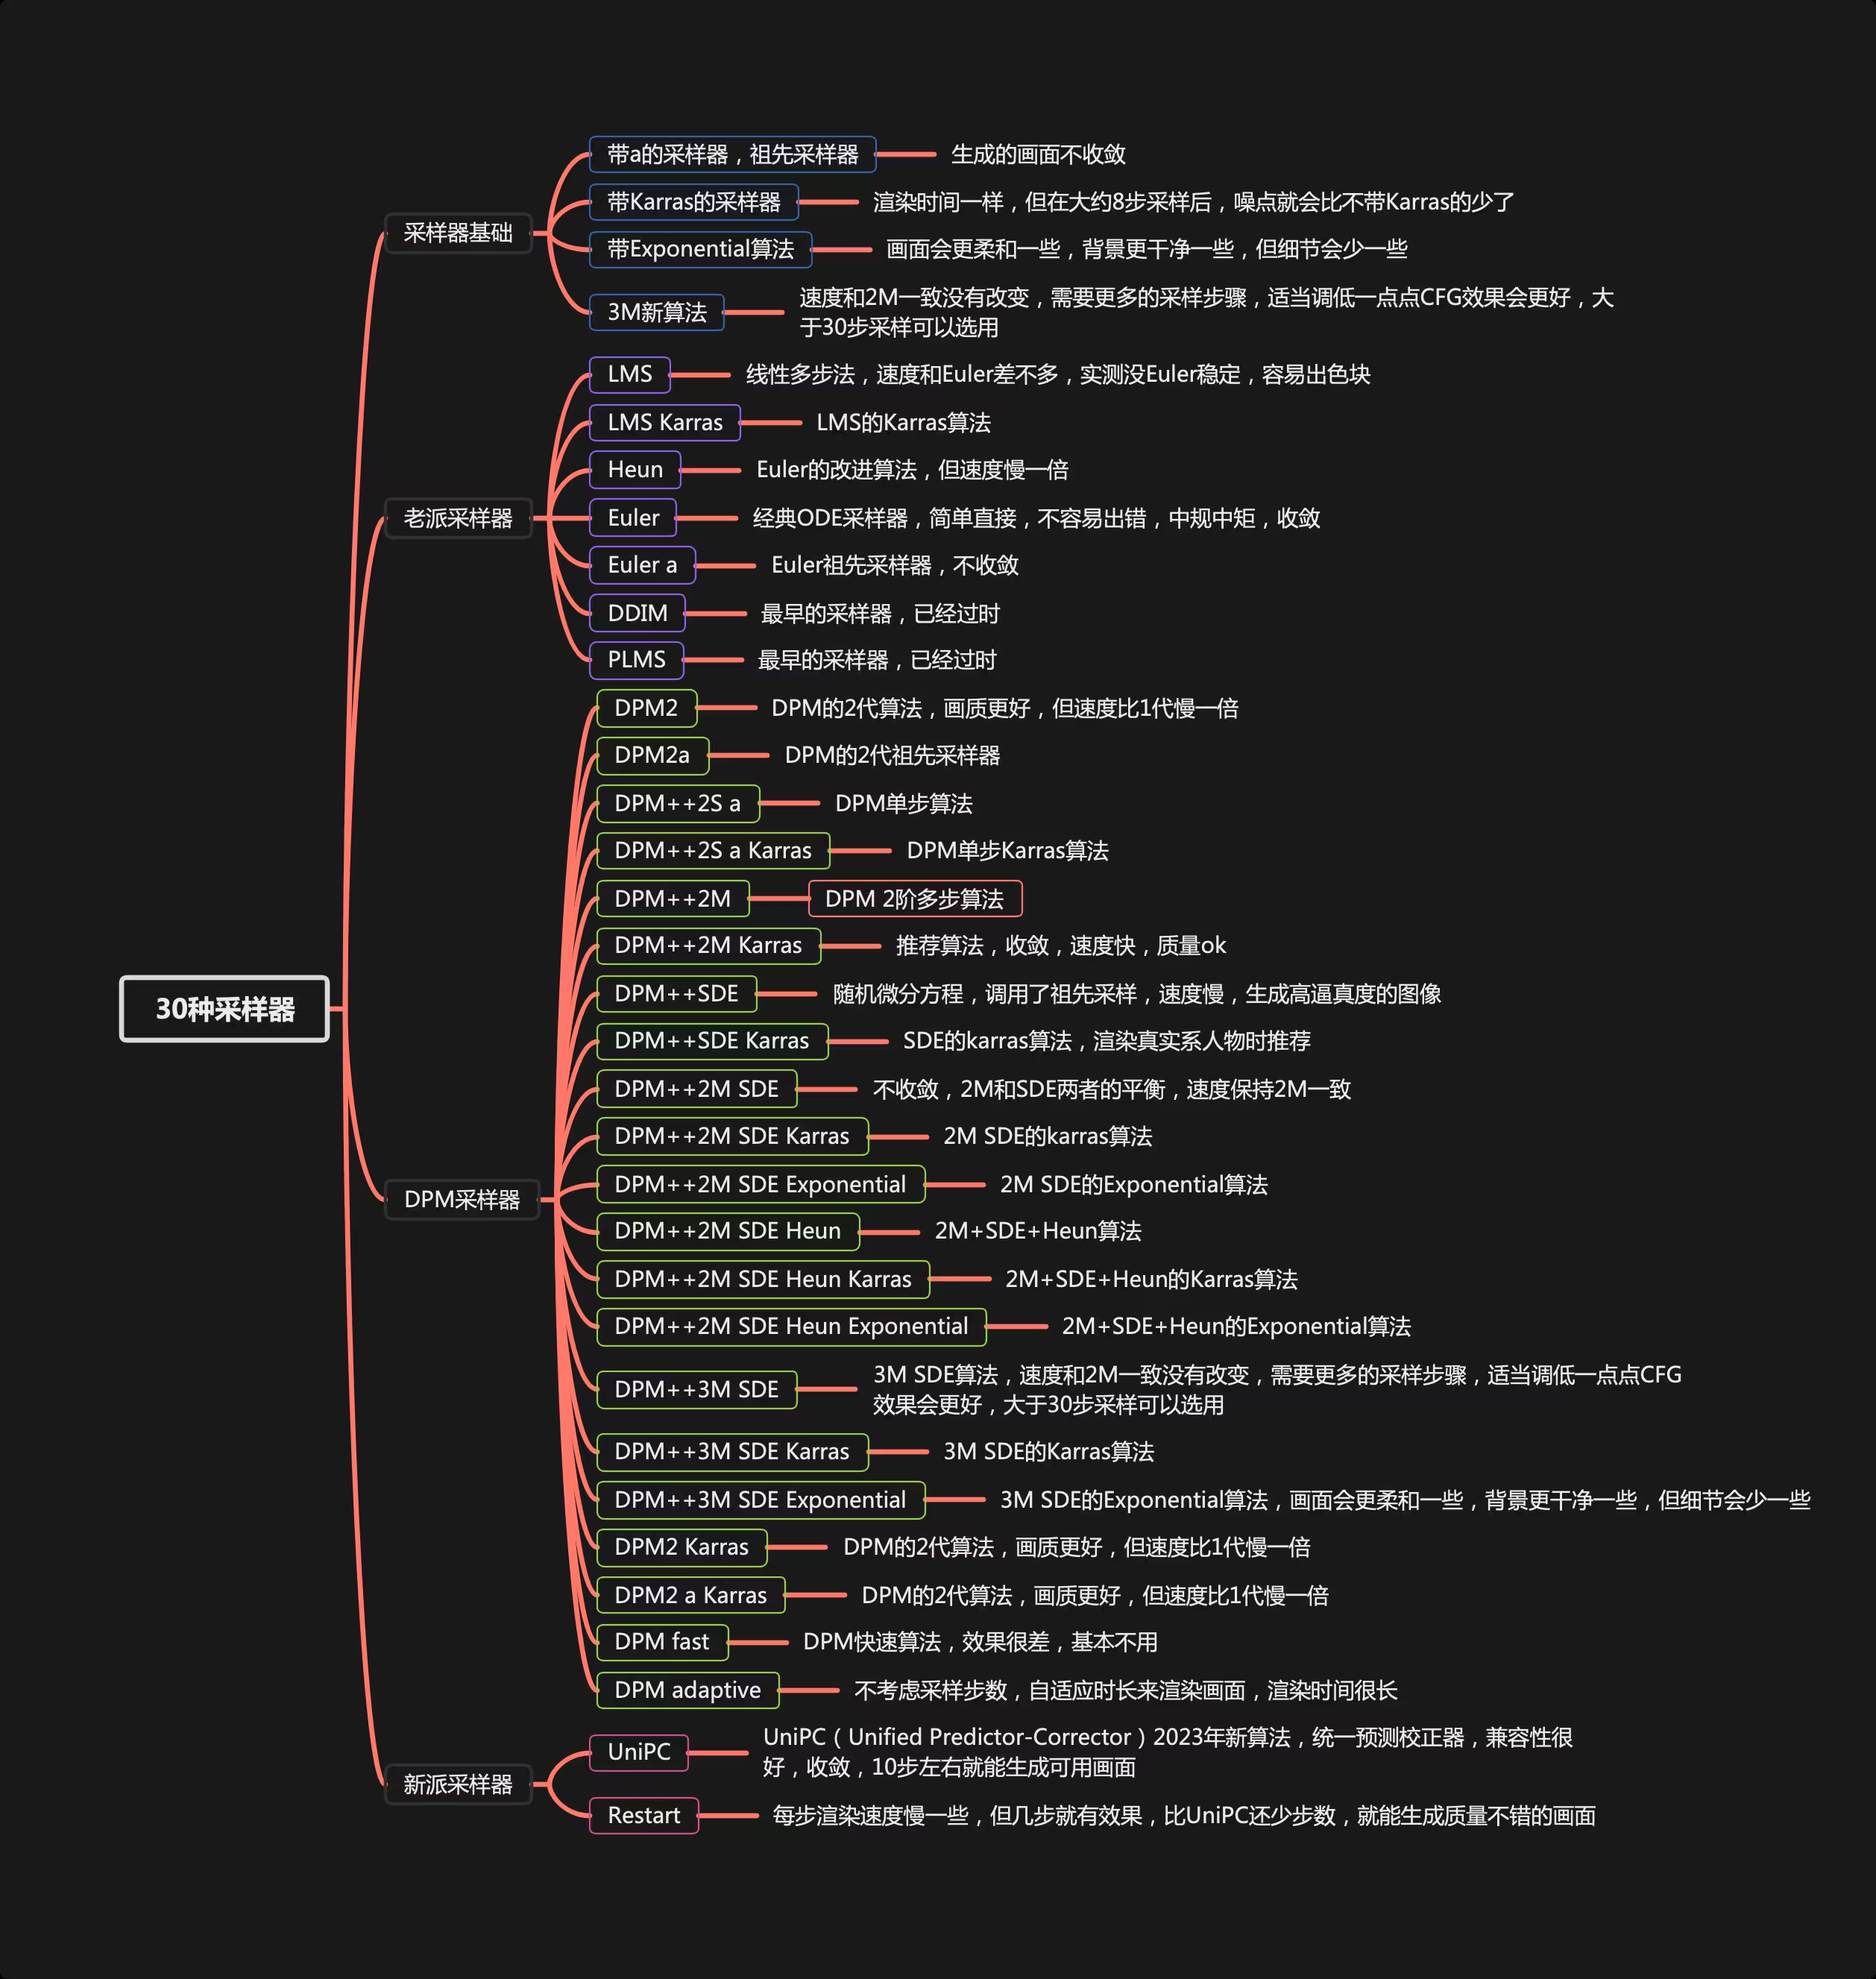 30种采样器
采样器基础
带a的采样器，祖先采样器
生成的画面不收敛
带Karras的采样器
渲染时间一样，但在大约8步采样后，噪点就会比不带Karras的少了
带Exponential算法
画面会更柔和一些，背景更干净一些，但细节会少一些
3M新算法
速度和2M一致没有改变，需要更多的采样步骤，适当调低一点点CFG效果会更好，大
于30步采样可以选用
老派采样器
LMS
线性多步法，速度和Euler差不多，实测没Euler稳定，容易出色块
LMS Karras
LMS的Karras算法
Heun
Euler的改进算法，但速度慢一倍
Euler
经典ODE采样器，简单直接，不容易出错，中规中矩，收敛
Euler a
Euler祖先采样器，不收敛
DDIM
最早的采样器，已经过时
PLMS
最早的采样器，已经过时
DPM采样器
DPM2
DPM的2代算法，画质更好，但速度比1代慢一倍
DPM2a
DPM的2代祖先采样器
DPM++2S a
DPM单步算法
DPM++2S a Karras
DPM单步Karras算法
DPM++2M
DPM 2阶多步算法
DPM++2M Karras
推荐算法，收敛，速度快，质量ok
DPM++SDE
随机微分方程，调用了祖先采样，速度慢，生成高逼真度的图像
DPM++SDE Karras
SDE的karras算法，渲染真实系人物时推荐
DPM++2M SDE
不收敛，2M和SDE两者的平衡，速度保持2M一致
DPM++2M SDE Karras
2M SDE的karras算法
DPM++2M SDE Exponential
2M SDE的Exponential算法
DPM++2M SDE Heun
2M+SDE+Heun算法
DPM++2M SDE Heun Karras
2M+SDE+Heun的Karras算法
DPM++2M SDE Heun Exponential
2M+SDE+Heun的Exponential算法
DPM++3M SDE
3M SDE算法，速度和2M一致没有改变，需要更多的采样步骤，适当调低一点点CFG
效果会更好，大于30步采样可以选用
DPM++3M SDE Karras
3M SDE的Karras算法
DPM++3M SDE Exponential
3M SDE的Exponential算法，画面会更柔和一些，背景更干净一些，但细节会少一些
DPM2 Karras
DPM的2代算法，画质更好，但速度比1代慢一倍
DPM2 a Karras
DPM的2代算法，画质更好，但速度比1代慢一倍
DPM fast
DPM快速算法，效果很差，基本不用
DPM adaptive
不考虑采样步数，自适应时长来渲染画面，渲染时间很长
新派采样器
UniPC
UniPC（Unified Predictor-Corrector）2023年新算法，统一预测校正器，兼容性很
好，收敛，10步左右就能生成可用画面
Restart
每步渲染速度慢一些，但几步就有效果，比UniPC还少步数，就能生成质量不错的画面